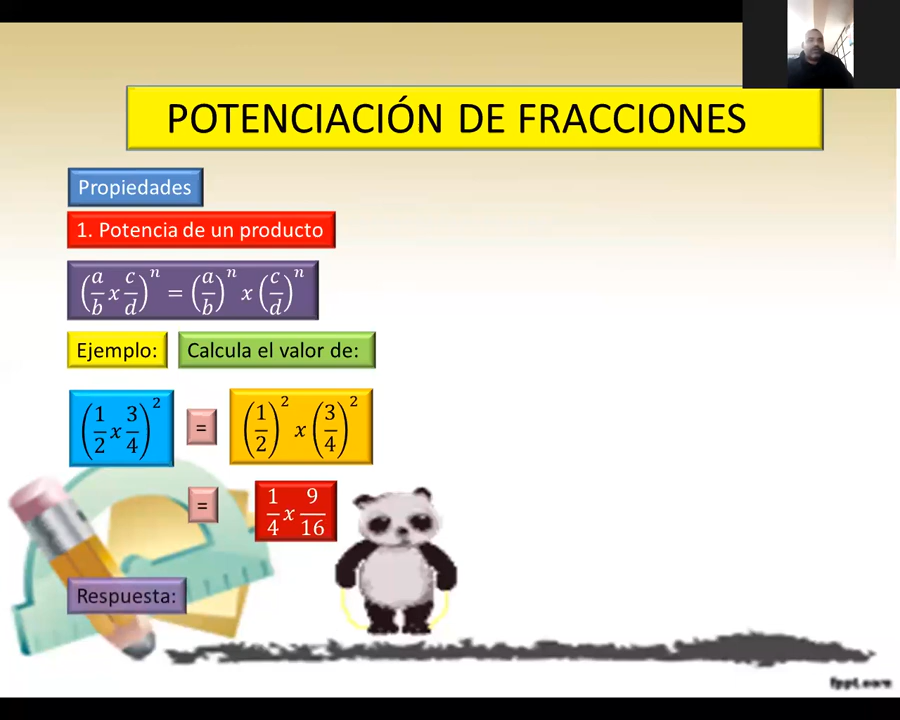 POTENCIACIÓN DE FRACCIONES
Propiedades
1. Potencia de un producto
(a/b x c/d)^n = (a/b)^n x (c/d)^n
Ejemplo: Calcula el valor de:
(1/2 x 3/4)^2 = (1/2)^2 x (3/4)^2
= 1/4 x 9/16
Respuesta:
fppt.com